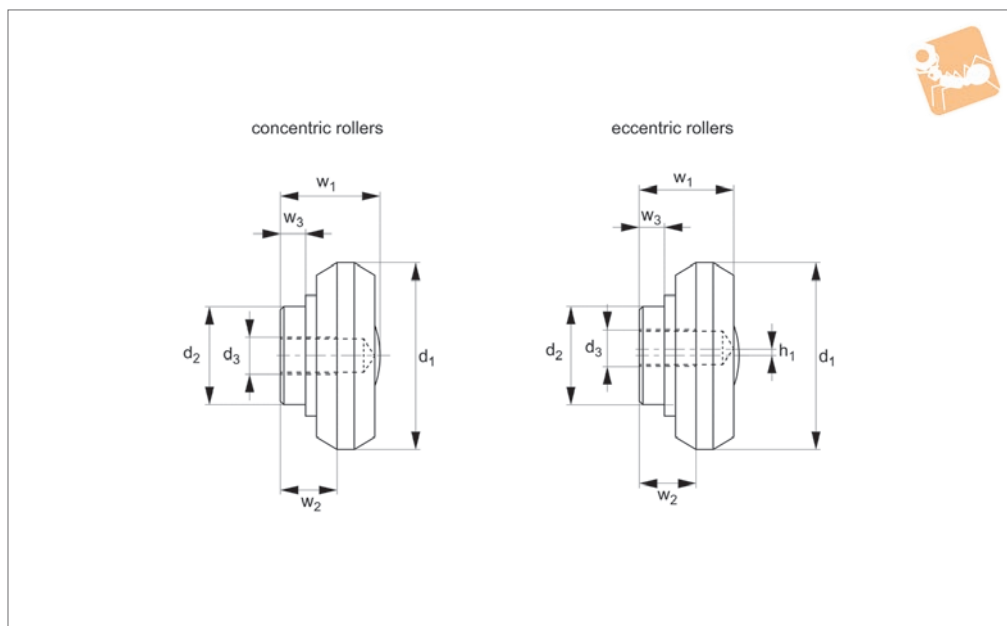 concentric rollers
eccentric rollers
w1
w1
w3
w3
d2
d3
d1
d2
d3
h1
d1
w2
w2